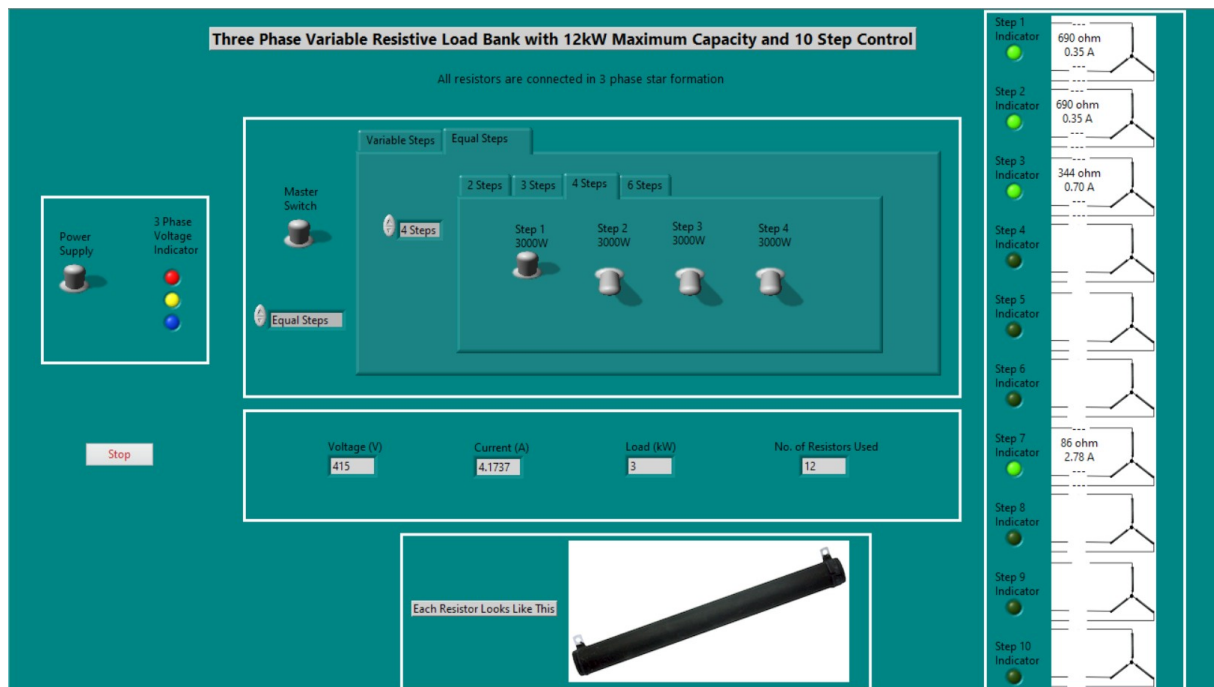 Three Phase Variable Resistive Load Bank with 12kW Maximum Capacity and 10 Step Control
All resistors are connected in 3 phase star formation
Power
Supply
3 Phase
Voltage
Indicator
Master
Switch
Equal Steps
Variable Steps
Equal Steps
4 Steps
2 Steps
3 Steps
4 Steps
6 Steps
Step 1
3000W
Step 2
3000W
Step 3
3000W
Step 4
3000W
Stop
Voltage (V)
415
Current (A)
4.1737
Load (kW)
3
No. of Resistors Used
12
Each Resistor Looks Like This
Step 1
Indicator
690 ohm
0.35 A
Step 2
Indicator
690 ohm
0.35 A
Step 3
Indicator
344 ohm
0.70 A
Step 4
Indicator
Step 5
Indicator
Step 6
Indicator
Step 7
Indicator
86 ohm
2.78 A
Step 8
Indicator
Step 9
Indicator
Step 10
Indicator